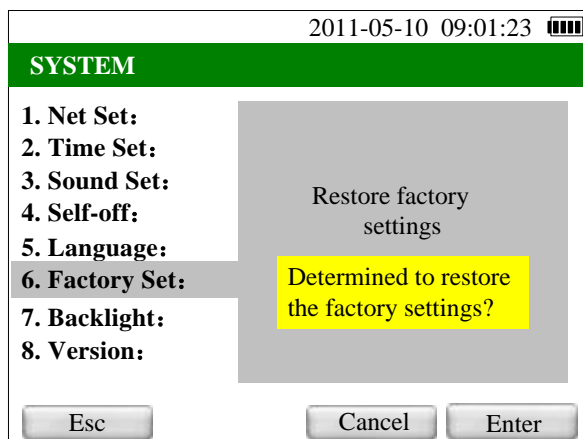 2011-05-10 09:01:23
SYSTEM
1. Net Set：
2. Time Set：
3. Sound Set：
4. Self-off：
5. Language：
6. Factory Set：
7. Backlight：
8. Version：
Restore factory
settings
Determined to restore
the factory settings?
Esc
Cancel
Enter